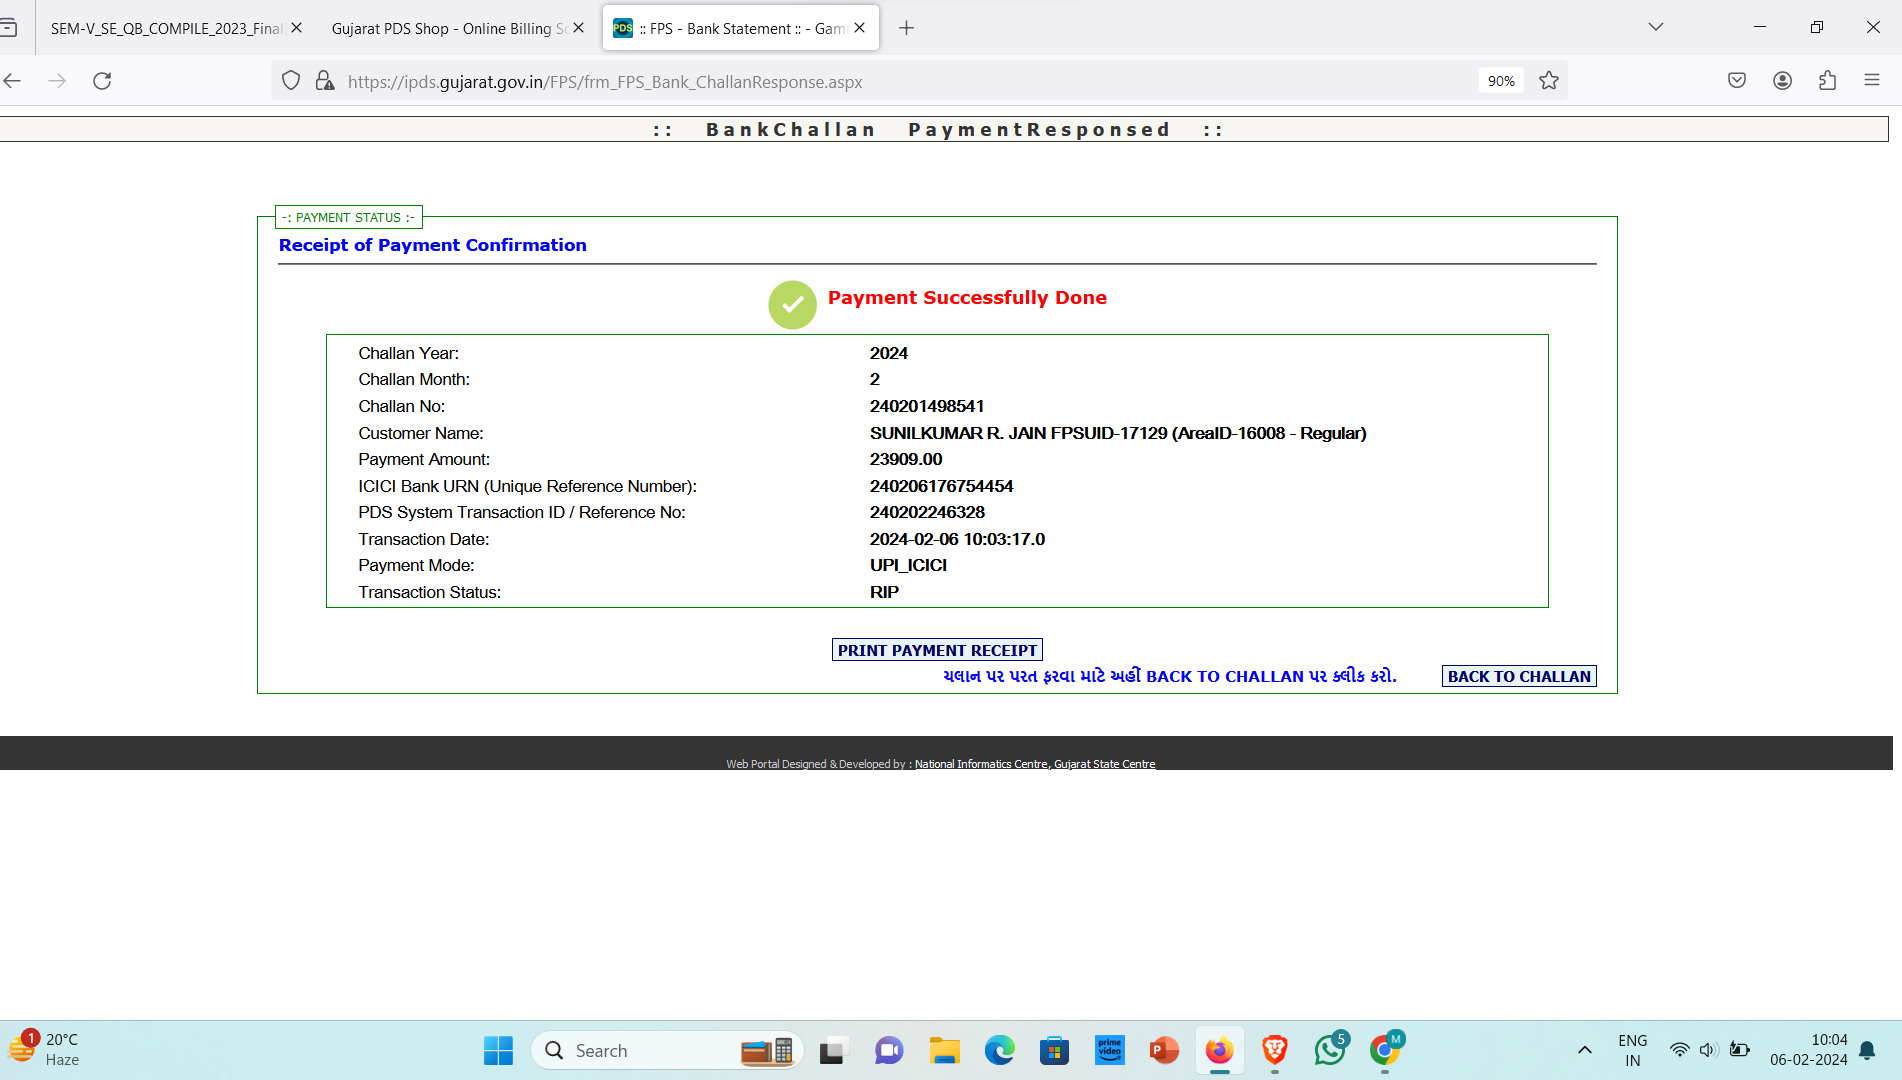 SEM-V_SE_QB_COMPILE_2023_Final
Gujarat PDS Shop - Online Billing
PDS :: FPS - Bank Statement :: -
https://ipds.gujarat.gov.in/FPS/frm_FPS_Bank_ChallanResponse.aspx
90%
:: BankChallan PaymentResponsed ::
-: PAYMENT STATUS :-
Receipt of Payment Confirmation
Payment Successfully Done
Challan Year: 2024
Challan Month: 2
Challan No: 240201498541
Customer Name: SUNILKUMAR R. JAIN FPSUID-17129 (AreaID-16008 - Regular)
Payment Amount: 23909.00
ICICI Bank URN (Unique Reference Number): 240206176754454
PDS System Transaction ID / Reference No: 240202246328
Transaction Date: 2024-02-06 10:03:17.0
Payment Mode: UPI_ICICI
Transaction Status: RIP
PRINT PAYMENT RECEIPT
ચલાન પર પરત ફરવા માટે અહીં BACK TO CHALLAN પર ક્લીક કરો. BACK TO CHALLAN
Web Portal Designed & Developed by : National Informatics Centre, Gujarat State Centre
1
20°C
Haze
Search
prime video
P
5
M
ENG
IN
10:04
06-02-2024